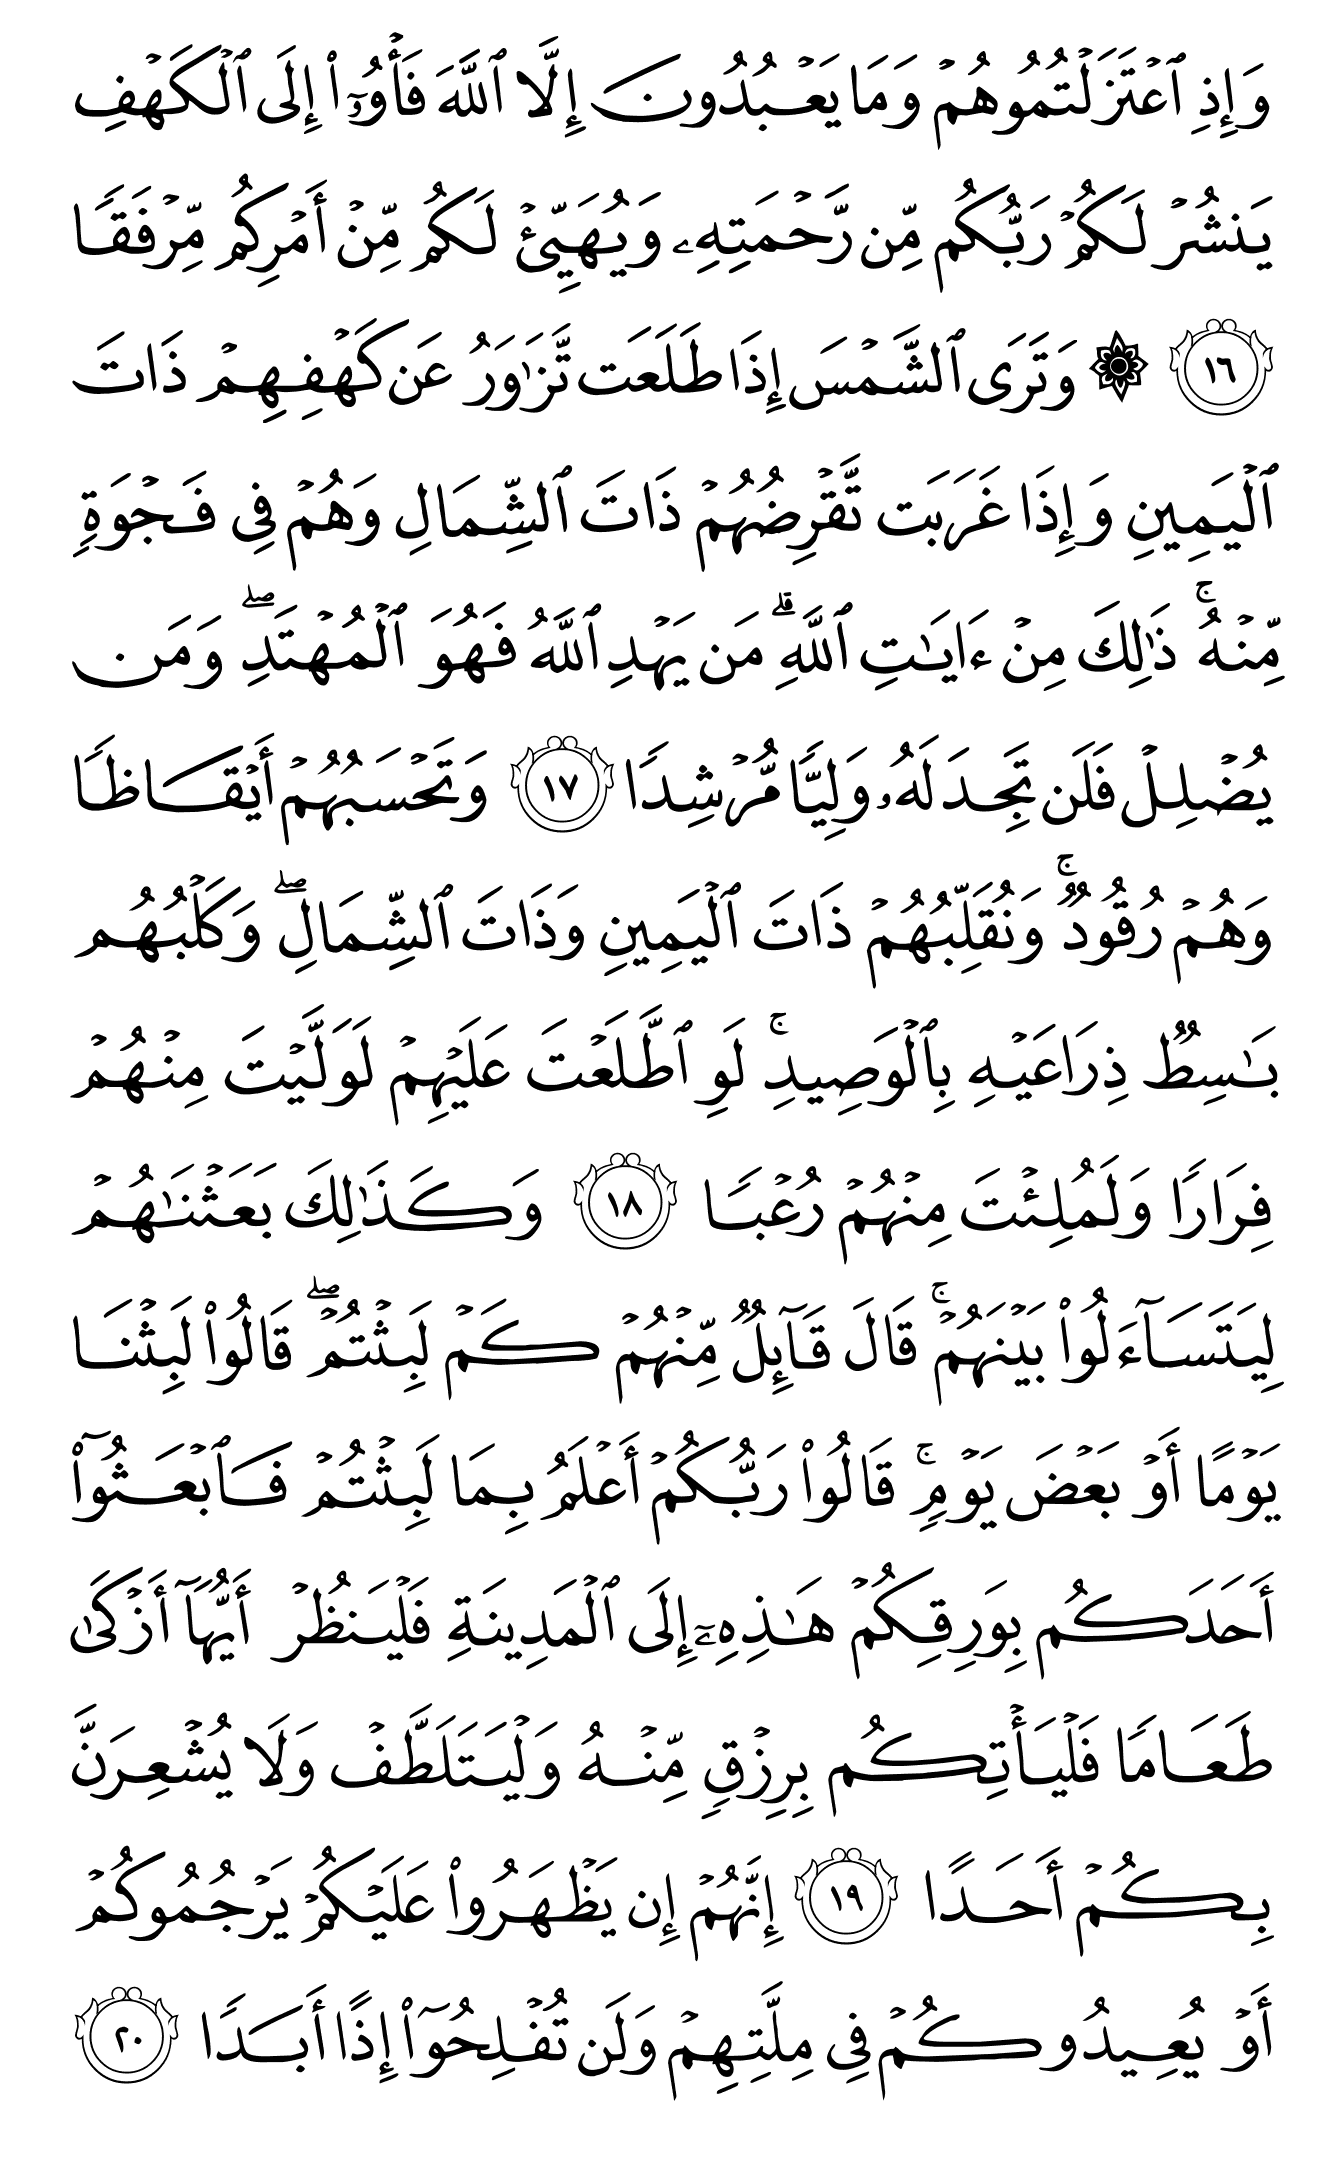 وَإِذِ ٱعۡتَزَلۡتُمُوهُمۡ وَمَا يَعۡبُدُونَ إِلَّا ٱللَّهَ فَأۡوُۥٓاْ إِلَى ٱلۡكَهۡفِ
يَنشُرۡ لَكُمۡ رَبُّكُم مِّن رَّحۡمَتِهِۦ وَيُهَيِّئۡ لَكُم مِّنۡ أَمۡرِكُم مِّرۡفَقٗا
١٦ ۞ وَتَرَى ٱلشَّمۡسَ إِذَا طَلَعَت تَّزَٰوَرُ عَن كَهۡفِهِمۡ ذَاتَ
ٱلۡيَمِينِ وَإِذَا غَرَبَت تَّقۡرِضُهُمۡ ذَاتَ ٱلشِّمَالِ وَهُمۡ فِي فَجۡوَةٖ
مِّنۡهُۚ ذَٰلِكَ مِنۡ ءَايَٰتِ ٱللَّهِۗ مَن يَهۡدِ ٱللَّهُ فَهُوَ ٱلۡمُهۡتَدِۖ وَمَن
يُضۡلِلۡ فَلَن تَجِدَ لَهُۥ وَلِيّٗا مُّرۡشِدٗا ١٧ وَتَحۡسَبُهُمۡ أَيۡقَاظٗا
وَهُمۡ رُقُودٞۚ وَنُقَلِّبُهُمۡ ذَاتَ ٱلۡيَمِينِ وَذَاتَ ٱلشِّمَالِۖ وَكَلۡبُهُم
بَٰسِطٞ ذِرَاعَيۡهِ بِٱلۡوَصِيدِۚ لَوِ ٱطَّلَعۡتَ عَلَيۡهِمۡ لَوَلَّيۡتَ مِنۡهُمۡ
فِرَارٗا وَلَمُلِئۡتَ مِنۡهُمۡ رُعۡبٗا ١٨ وَكَذَٰلِكَ بَعَثۡنَٰهُمۡ
لِيَتَسَآءَلُواْ بَيۡنَهُمۡۚ قَالَ قَآئِلٞ مِّنۡهُمۡ كَمۡ لَبِثۡتُمۡۖ قَالُواْ لَبِثۡنَا
يَوۡمًا أَوۡ بَعۡضَ يَوۡمٖۚ قَالُواْ رَبُّكُمۡ أَعۡلَمُ بِمَا لَبِثۡتُمۡ فَٱبۡعَثُوٓاْ
أَحَدَكُم بِوَرِقِكُمۡ هَٰذِهِۦٓ إِلَى ٱلۡمَدِينَةِ فَلۡيَنظُرۡ أَيُّهَآ أَزۡكَىٰ
طَعَامٗا فَلۡيَأۡتِكُم بِرِزۡقٖ مِّنۡهُ وَلۡيَتَلَطَّفۡ وَلَا يُشۡعِرَنَّ
بِكُمۡ أَحَدًا ١٩ إِنَّهُمۡ إِن يَظۡهَرُواْ عَلَيۡكُمۡ يَرۡجُمُوكُمۡ
أَوۡ يُعِيدُوكُمۡ فِي مِلَّتِهِمۡ وَلَن تُفۡلِحُوٓاْ إِذًا أَبَدٗا ٢٠